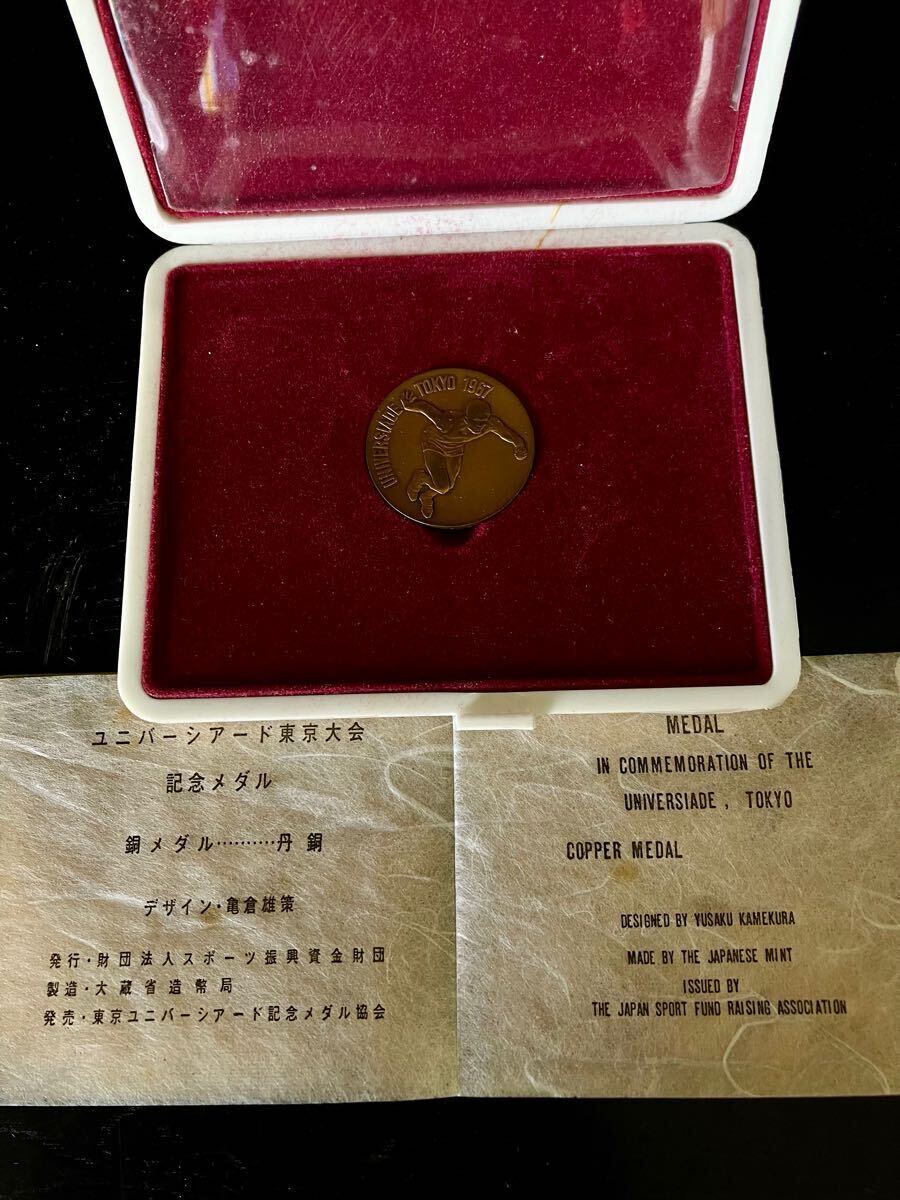 UNIVERSIADE TOKYO 1967
ユニバーシアード東京大会
記念メダル
銅メダル………丹銅
デザイン・亀倉雄策
発行・財団法人スポーツ振興資金財団
製造・大蔵省造幣局
発売・東京ユニバーシアード記念メダル協会
MEDAL
IN COMMEMORATION OF THE
UNIVERSIADE, TOKYO
COPPER MEDAL
DESIGNED BY YUSAKU KAMEKURA
MADE BY THE JAPANESE MINT
ISSUED BY
THE JAPAN SPORT FUND RAISING ASSOCIATION